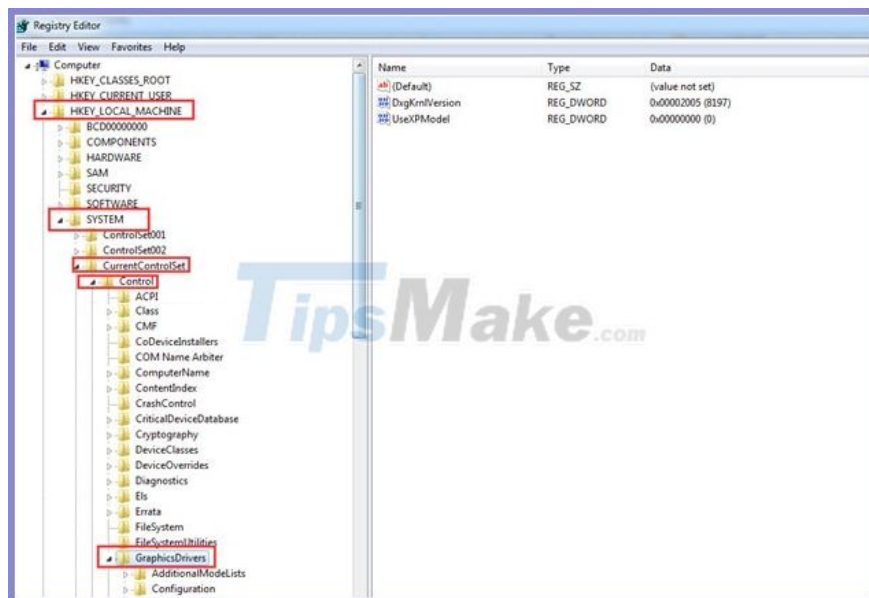 Registry Editor
File Edit View Favorites Help
Computer
HKEY_CLASSES_ROOT
HKEY_CURRENT_USER
HKEY_LOCAL_MACHINE
BCD00000000
COMPONENTS
HARDWARE
SAM
SECURITY
SOFTWARE
SYSTEM
ControlSet001
ControlSet002
CurrentControlSet
Control
ACPI
Class
CMF
CoDeviceInstallers
COM Name Arbiter
ComputerName
ContentIndex
CrashControl
CriticalDeviceDatabase
Cryptography
DeviceClasses
DeviceOverrides
Diagnostics
Els
Errata
FileSystem
FileSystemUtilities
GraphicsDrivers
AdditionalModeLists
Configuration
Name Type Data
(Default) REG_SZ (value not set)
DxgKrnlVersion REG_DWORD 0x00002005 (8197)
UseXPModel REG_DWORD 0x00000000 (0)
TipsMake.com